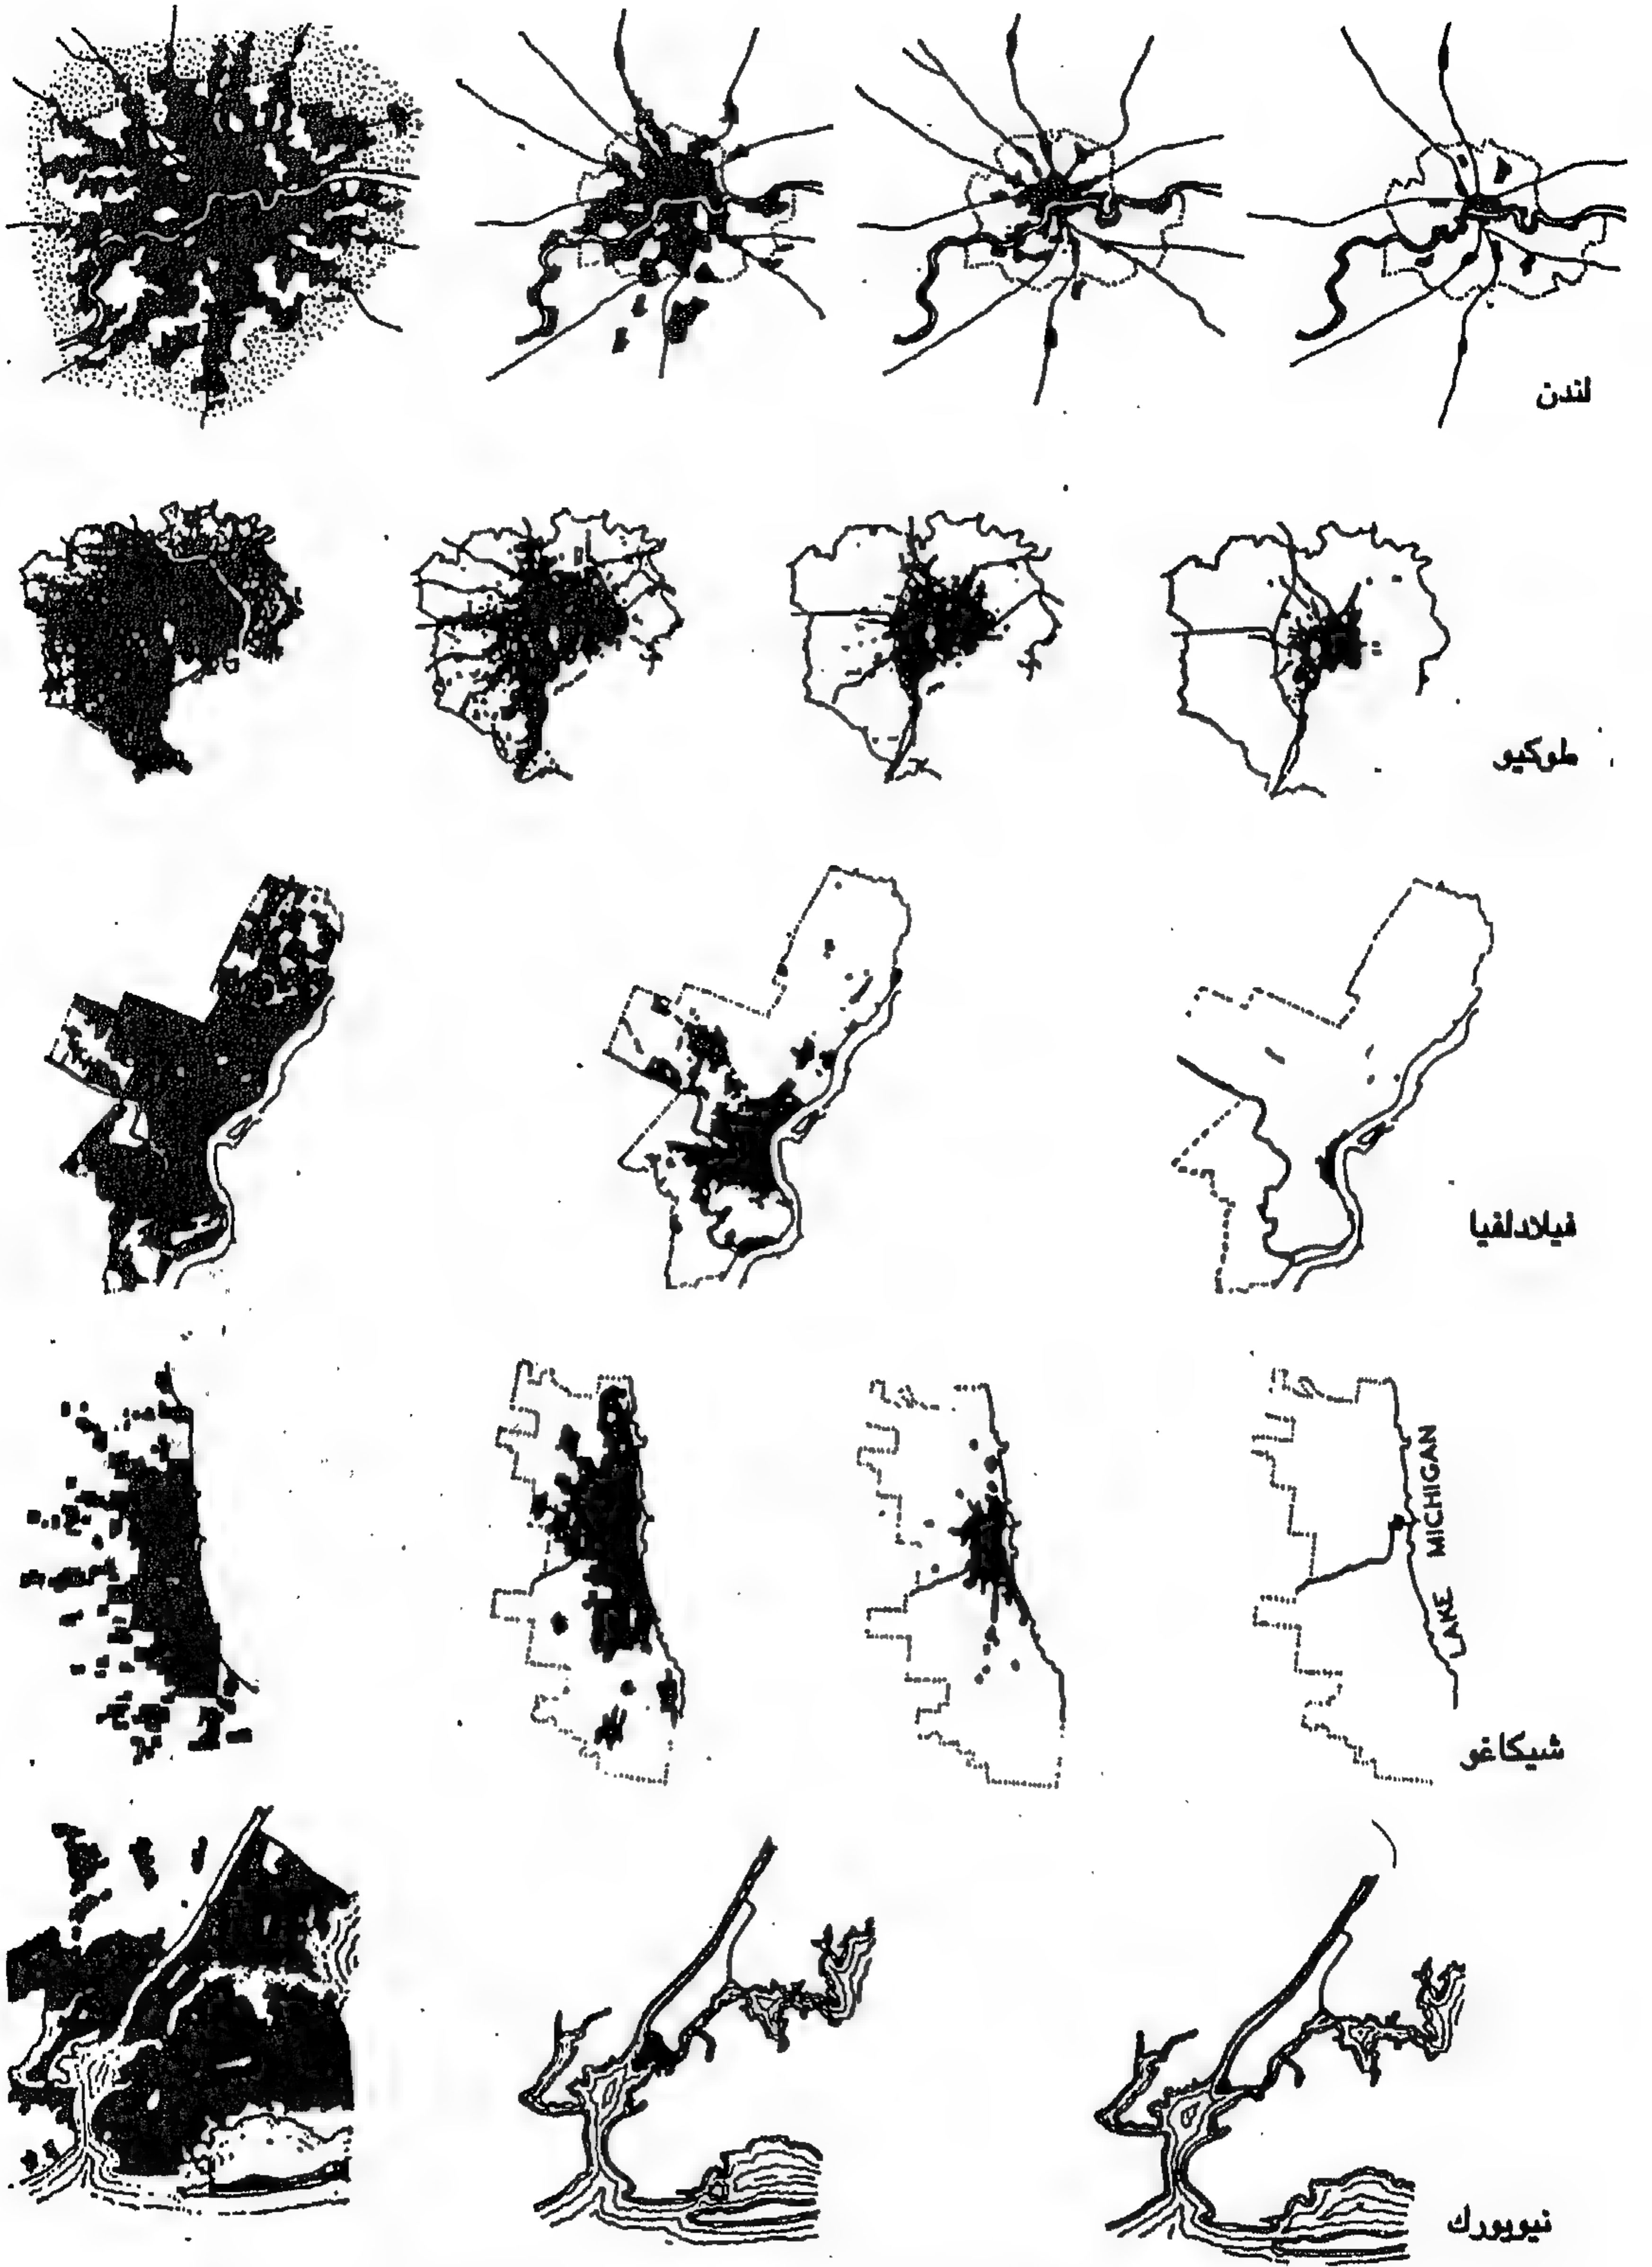 لندن
طوكيو
فيلادلفيا
LAKE MICHIGAN
شيكاغو
نيويورك